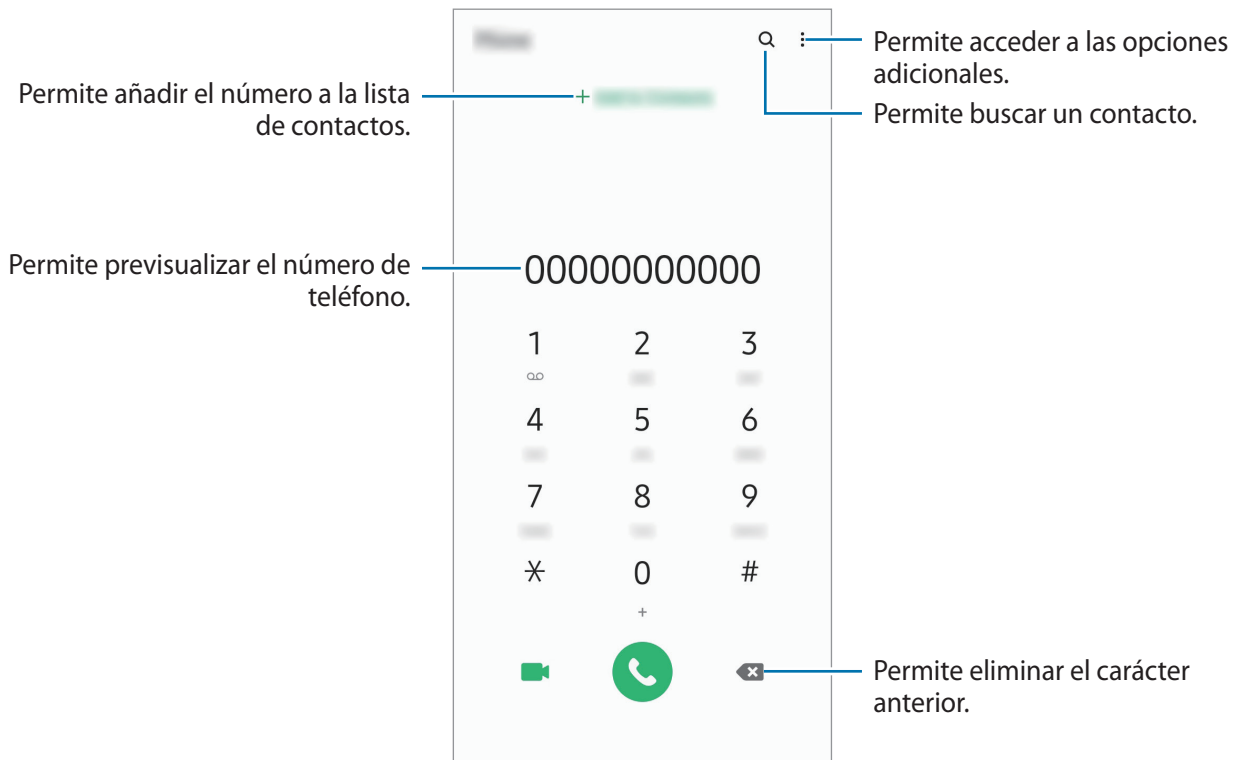 Permite acceder a las opciones
adicionales.
Permite añadir el número a la lista
de contactos.
Permite buscar un contacto.
Permite previsualizar el número de
teléfono.
00000000000
1 2 3
4 5 6
7 8 9
* 0 #
+
Permite eliminar el carácter
anterior.